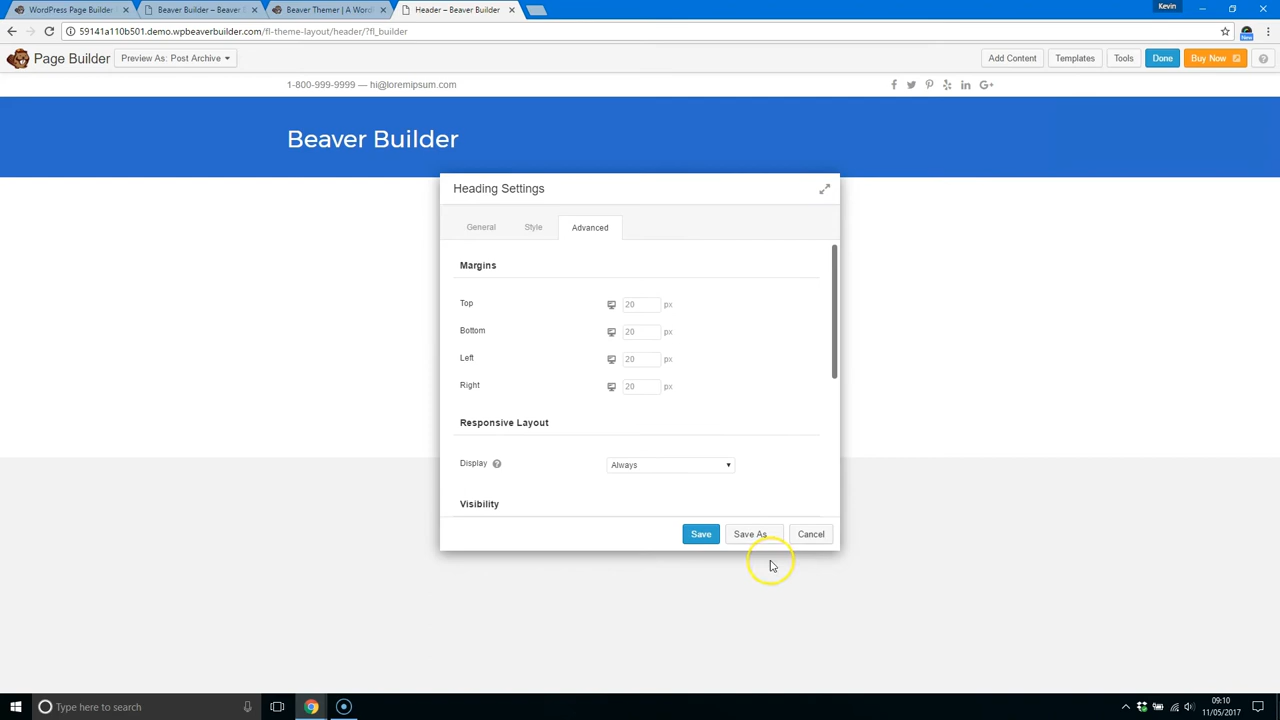 Kevin
WordPress Page Builder
Beaver Builder – Beaver
Beaver Themer | A Wor
Header – Beaver Builder
59141a110b501.demo.wpbeaverbuilder.com/fl-theme-layout/header/?fl_builder
New
Page Builder
Preview As: Post Archive
Add Content
Templates
Tools
Done
Buy Now
1-800-999-9999 — hi@loremipsum.com
Beaver Builder
Heading Settings
General
Style
Advanced
Margins
Top 20 px
Bottom 20 px
Left 20 px
Right 20 px
Responsive Layout
Display ? Always
Visibility
Save
Save As
Cancel
Type here to search
09:10
11/05/2017